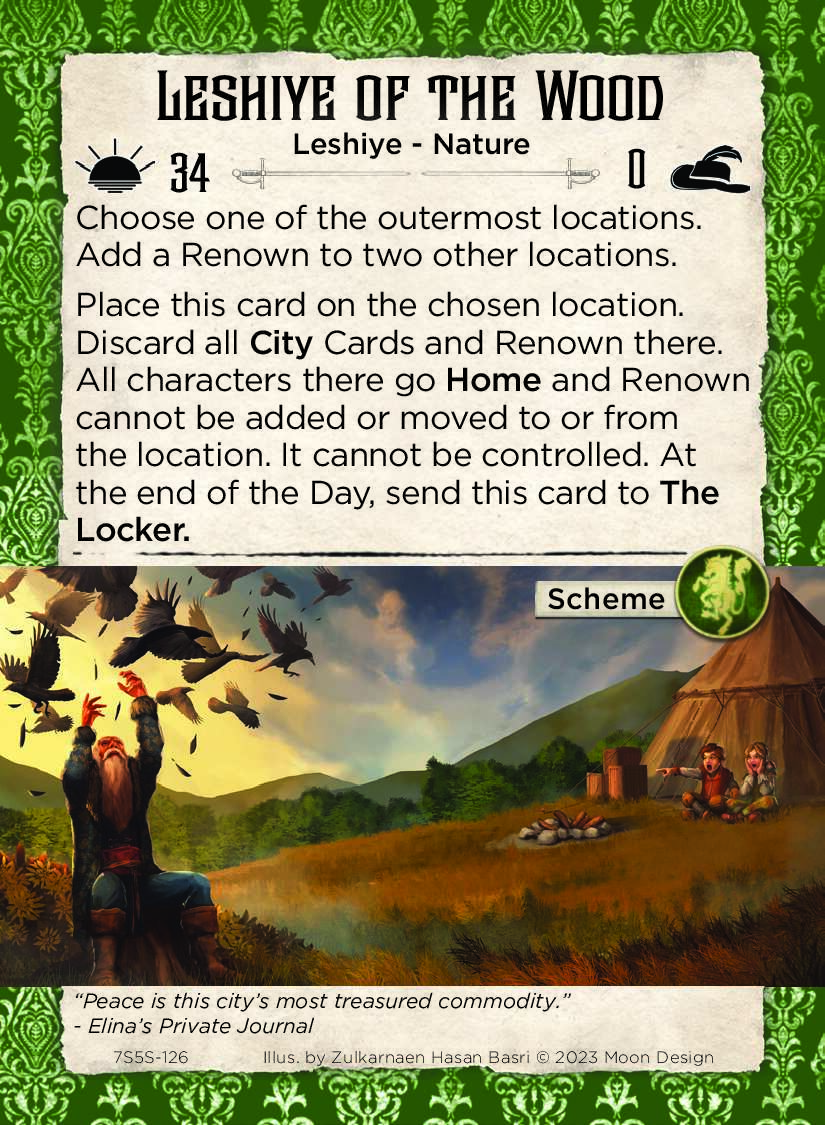 Leshiye of the Wood
Leshiye - Nature
34
0
Choose one of the outermost locations.
Add a Renown to two other locations.
Place this card on the chosen location.
Discard all City Cards and Renown there.
All characters there go Home and Renown
cannot be added or moved to or from
the location. It cannot be controlled. At
the end of the Day, send this card to The
Locker.
Scheme
“Peace is this city’s most treasured commodity.”
- Elina’s Private Journal
7S5S-126 Illus. by Zulkarnaen Hasan Basri © 2023 Moon Design